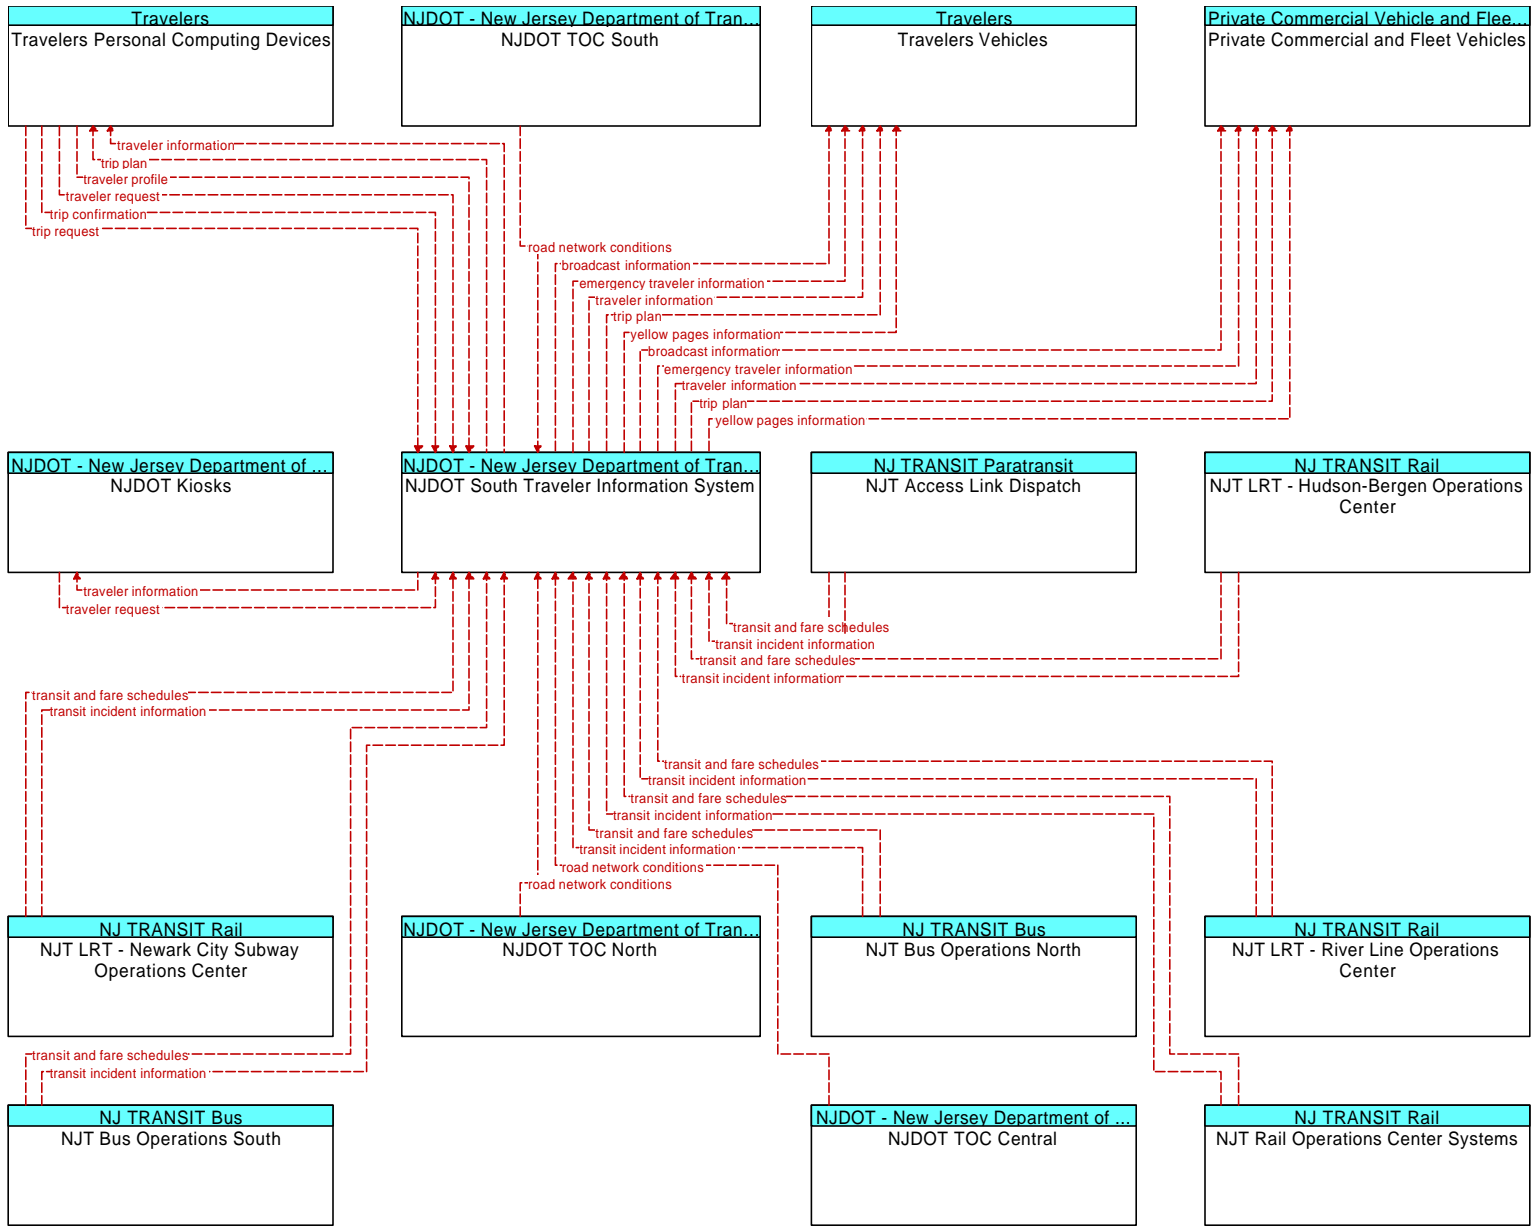 Travelers
Travelers Personal Computing Devices
NJDOT - New Jersey Department of Tran...
NJDOT TOC South
Travelers
Travelers Vehicles
Private Commercial Vehicle and Flee...
Private Commercial and Fleet Vehicles
traveler information
trip plan
traveler profile
traveler request
trip confirmation
trip request
road network conditions
broadcast information
emergency traveler information
traveler information
trip plan
yellow pages information
broadcast information
emergency traveler information
traveler information
trip plan
yellow pages information
NJDOT - New Jersey Department of ...
NJDOT Kiosks
NJDOT - New Jersey Department of Tran...
NJDOT South Traveler Information System
NJ TRANSIT Paratransit
NJT Access Link Dispatch
NJ TRANSIT Rail
NJT LRT - Hudson-Bergen Operations
Center
traveler information
traveler request
transit and fare schedules
transit incident information
transit and fare schedules
transit incident information
transit and fare schedules
transit incident information
transit and fare schedules
transit incident information
transit and fare schedules
transit incident information
transit and fare schedules
transit incident information
road network conditions
road network conditions
NJ TRANSIT Rail
NJT LRT - Newark City Subway
Operations Center
NJDOT - New Jersey Department of Tran...
NJDOT TOC North
NJ TRANSIT Bus
NJT Bus Operations North
NJ TRANSIT Rail
NJT LRT - River Line Operations
Center
transit and fare schedules
transit incident information
NJ TRANSIT Bus
NJT Bus Operations South
NJDOT - New Jersey Department of ...
NJDOT TOC Central
NJ TRANSIT Rail
NJT Rail Operations Center Systems